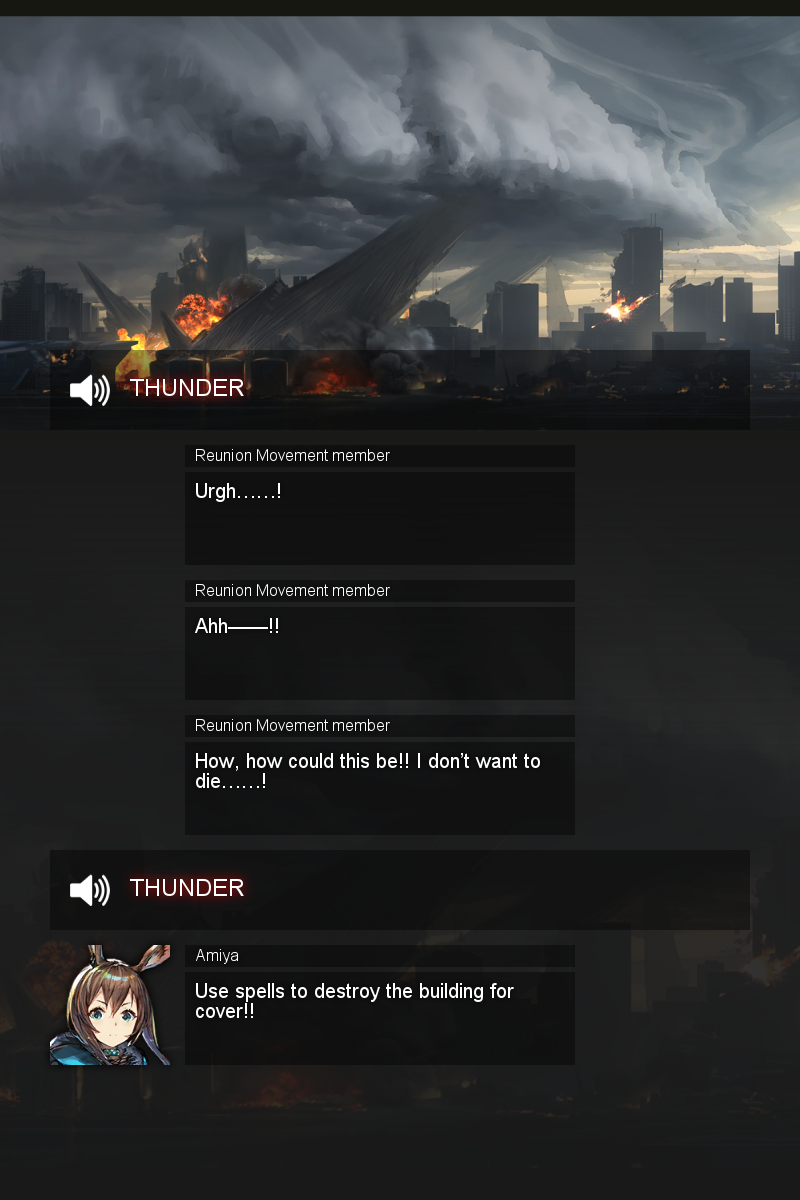 THUNDER
Reunion Movement member
Urgh……!
Reunion Movement member
Ahh——!!
Reunion Movement member
How, how could this be!! I don’t want to
die……!
THUNDER
Amiya
Use spells to destroy the building for
cover!!